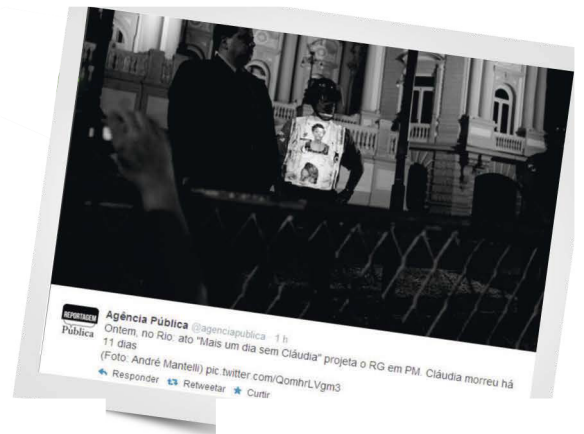 REPORTAGEM
Pública
Agência Pública @agenciapublica · 1 h
Ontem, no Rio: ato "Mais um dia sem Cláudia" projeta o RG em PM. Cláudia morreu há
11 dias
(Foto: André Mantelli) pic.twitter.com/QomhrLVgm3
Responder Retweetar Curtir